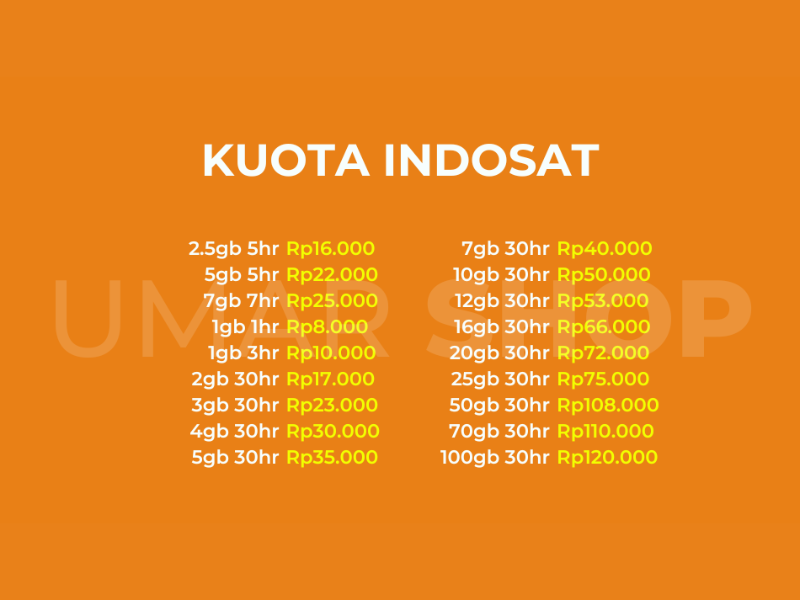 KUOTA INDOSAT
2.5gb 5hr Rp16.000
5gb 5hr Rp22.000
7gb 7hr Rp25.000
1gb 1hr Rp8.000
1gb 3hr Rp10.000
2gb 30hr Rp17.000
3gb 30hr Rp23.000
4gb 30hr Rp30.000
5gb 30hr Rp35.000
7gb 30hr Rp40.000
10gb 30hr Rp50.000
12gb 30hr Rp53.000
16gb 30hr Rp66.000
20gb 30hr Rp72.000
25gb 30hr Rp75.000
50gb 30hr Rp108.000
70gb 30hr Rp110.000
100gb 30hr Rp120.000
UMAR SHOP